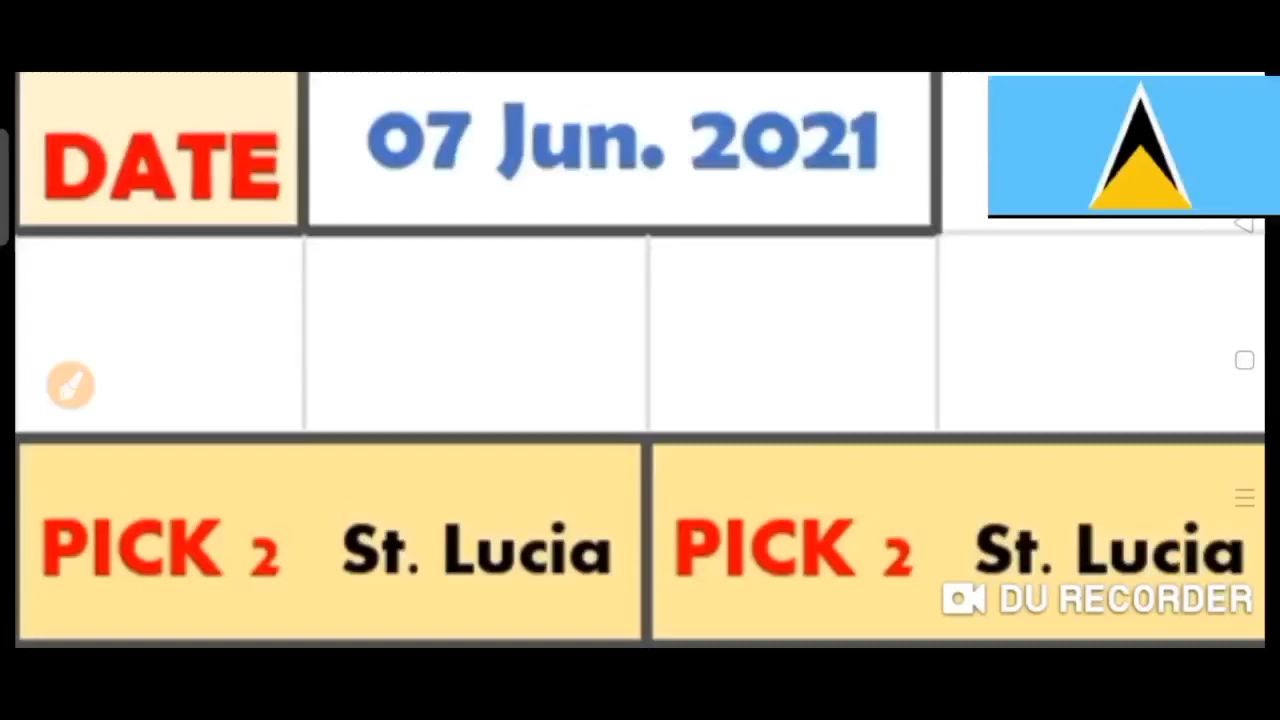 DATE 07 Jun. 2021
PICK 2 St. Lucia PICK 2 St. Lucia
DU RECORDER